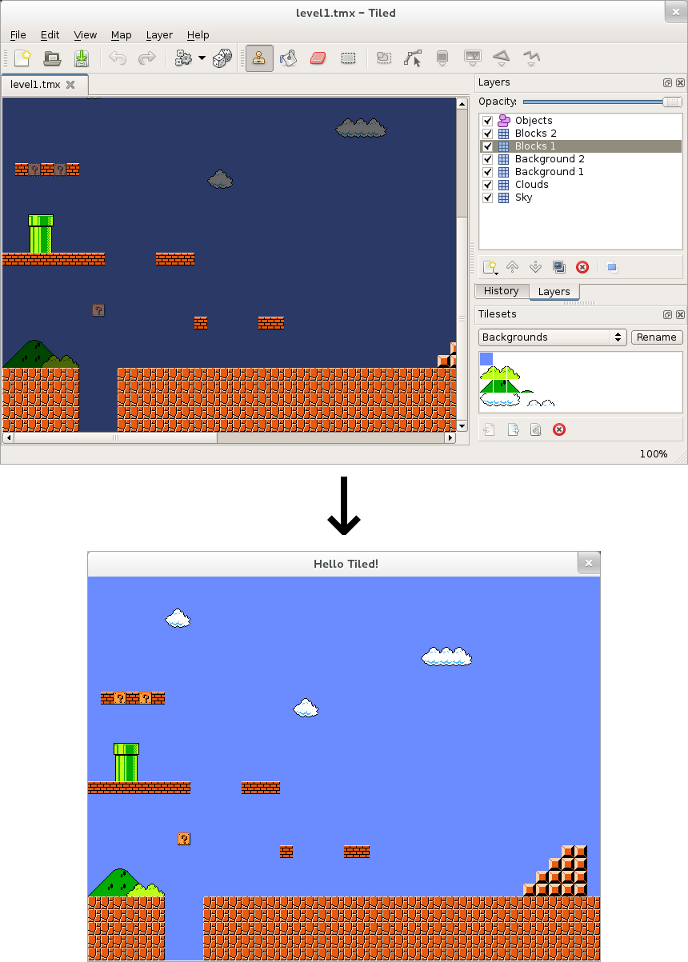 level1.tmx – Tiled
File Edit View Map Layer Help
level1.tmx
Layers
Opacity:
Objects
Blocks 2
Blocks 1
Background 2
Background 1
Clouds
Sky
History Layers
Tilesets
Backgrounds Rename
100%
? ?
?
Hello Tiled!
? ?
?